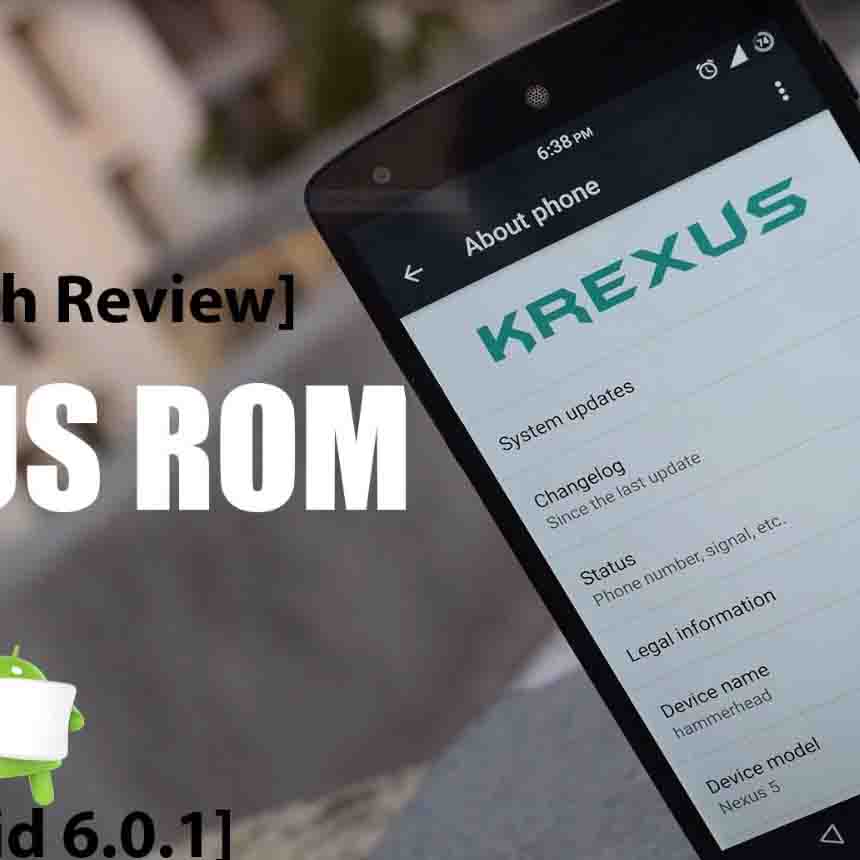 h Review]
US ROM
id 6.0.1]
74
6:38 PM
About phone
KREXUS
System updates
Changelog
Since the last update
Status
Phone number, signal, etc.
Legal information
Device name
hammerhead
Device model
Nexus 5